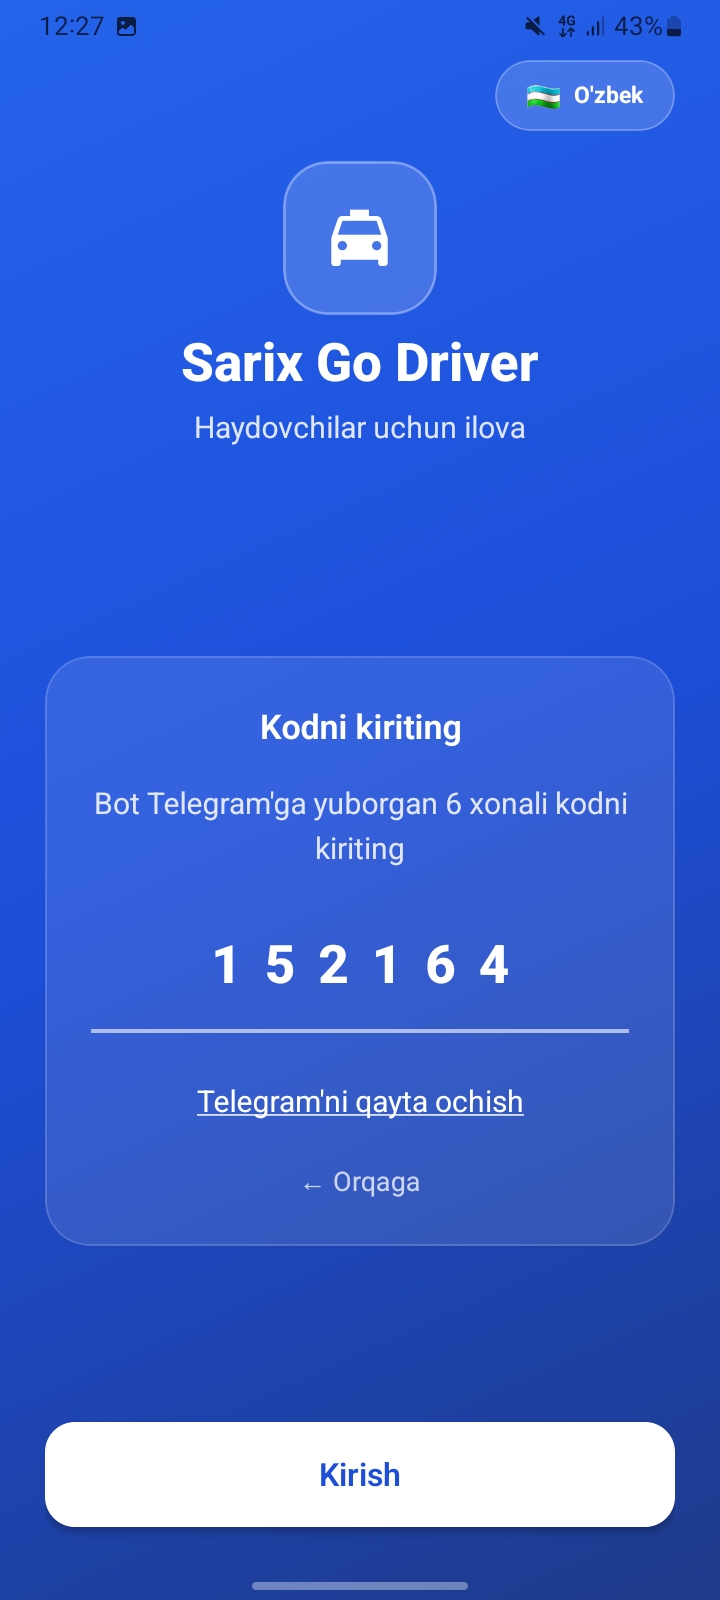 12:27
4G
43%
O'zbek
Sarix Go Driver
Haydovchilar uchun ilova
Kodni kiriting
Bot Telegram'ga yuborgan 6 xonali kodni
kiriting
1 5 2 1 6 4
Telegram'ni qayta ochish
← Orqaga
Kirish